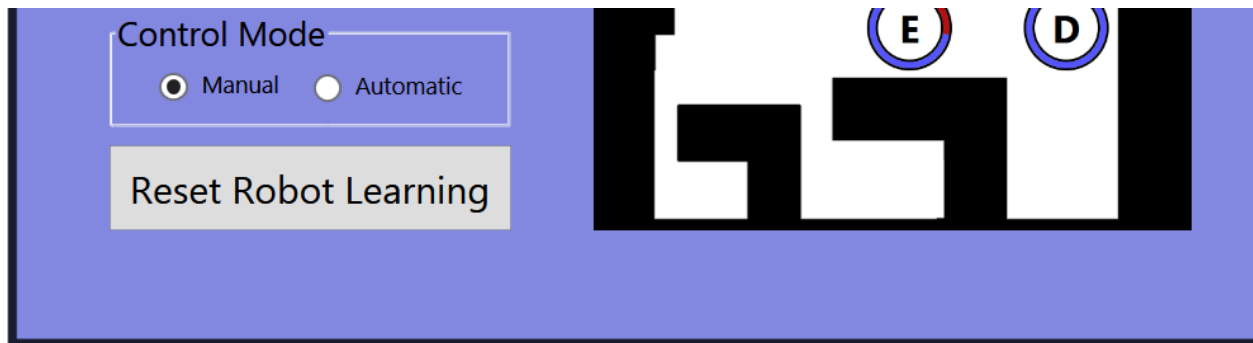 Control Mode
Manual
Automatic
Reset Robot Learning
E
D